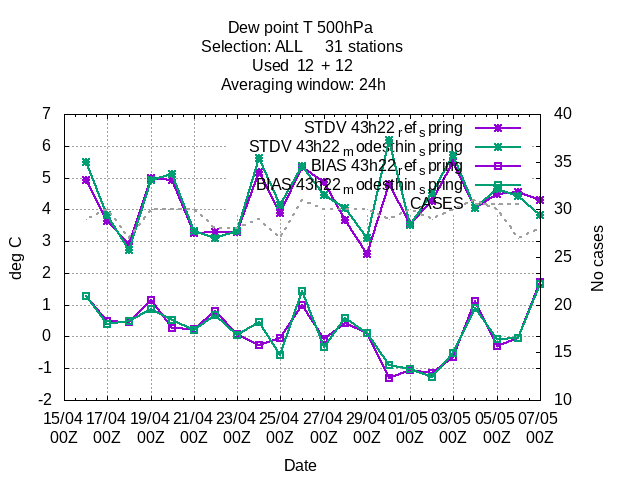 Dew point T 500hPa
Selection: ALL 31 stations
Used 12 + 12
Averaging window: 24h
7 40
STDV 43h22_ref_spring
6 STDV 43h22_modesthin_spring 35
BIAS 43h22_ref_spring
5 BIAS 43h22_modesthin_spring
4 CASES 30
3 25
2
1 20
0
-1 15
-2 10
deg C
No cases
15/04 17/04 19/04 21/04 23/04 25/04 27/04 29/04 01/05 03/05 05/05 07/05
00Z 00Z 00Z 00Z 00Z 00Z 00Z 00Z 00Z 00Z 00Z 00Z
Date